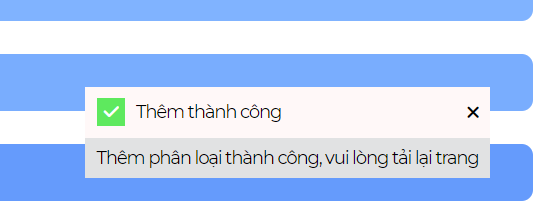 Thêm thành công
Thêm phân loại thành công, vui lòng tải lại trang